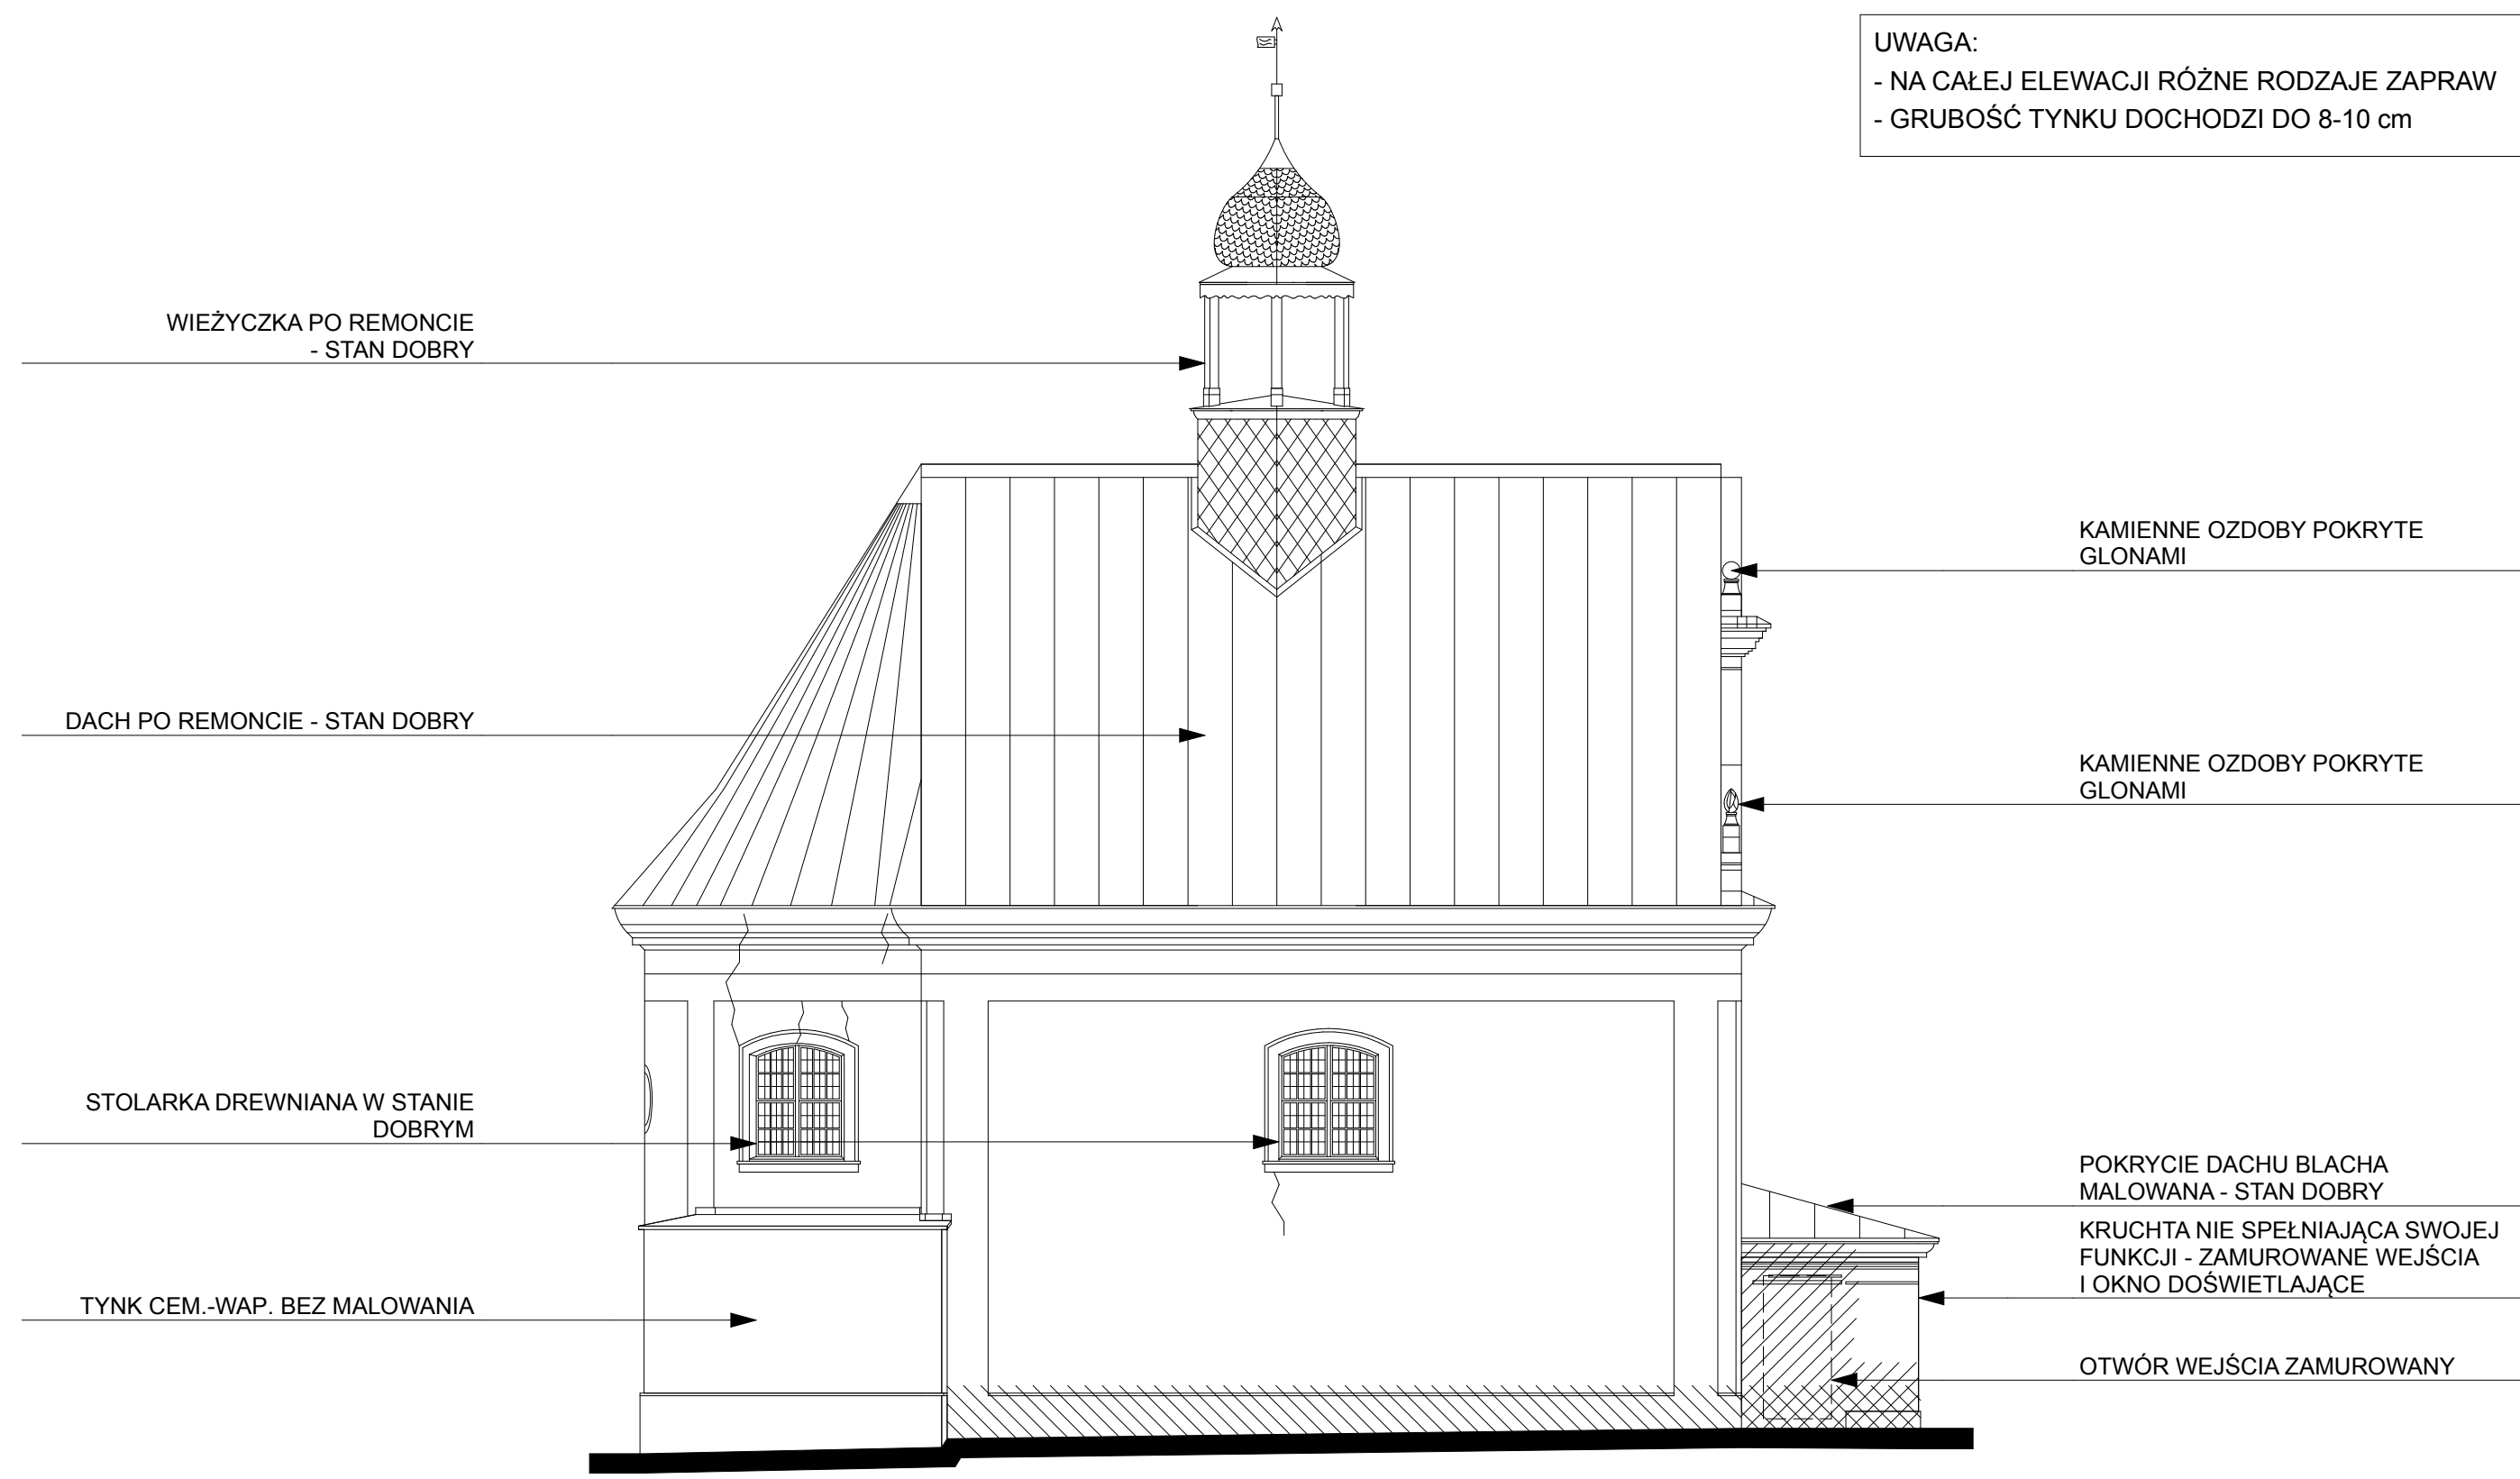 UWAGA:
- NA CAŁEJ ELEWACJI RÓŻNE RODZAJE ZAPRAW
- GRUBOŚĆ TYNKU DOCHODZI DO 8-10 cm
WIEŻYCZKA PO REMONCIE
- STAN DOBRY
DACH PO REMONCIE - STAN DOBRY
STOLARKA DREWNIANA W STANIE
DOBRYM
TYNK CEM.-WAP. BEZ MALOWANIA
KAMIENNE OZDOBY POKRYTE
GLONAMI
KAMIENNE OZDOBY POKRYTE
GLONAMI
POKRYCIE DACHU BLACHA
MALOWANA - STAN DOBRY
KRUCHTA NIE SPEŁNIAJĄCA SWOJEJ
FUNKCJI - ZAMUROWANE WEJŚCIA
I OKNO DOŚWIETLAJĄCE
OTWÓR WEJŚCIA ZAMUROWANY